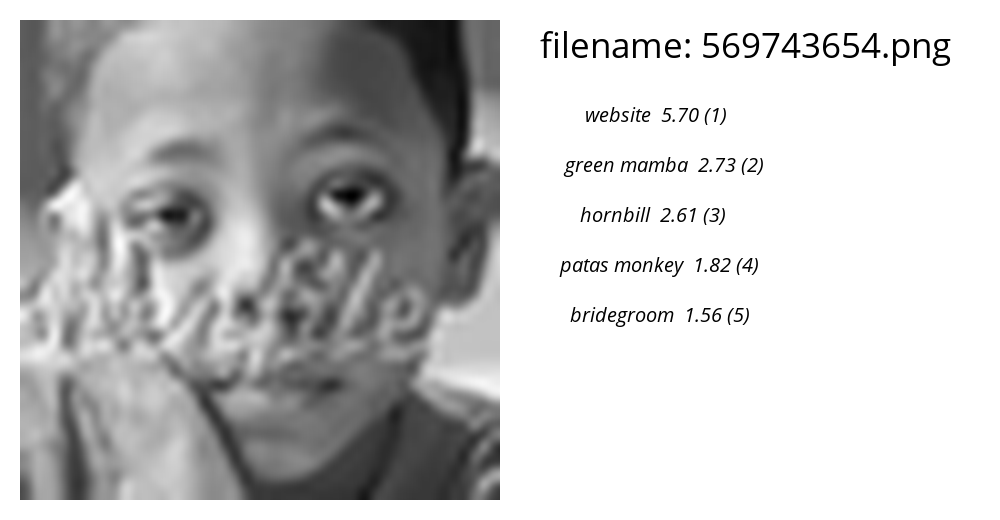 filename: 569743654.png
website 5.70 (1)
green mamba 2.73 (2)
hornbill 2.61 (3)
patas monkey 1.82 (4)
bridegroom 1.56 (5)